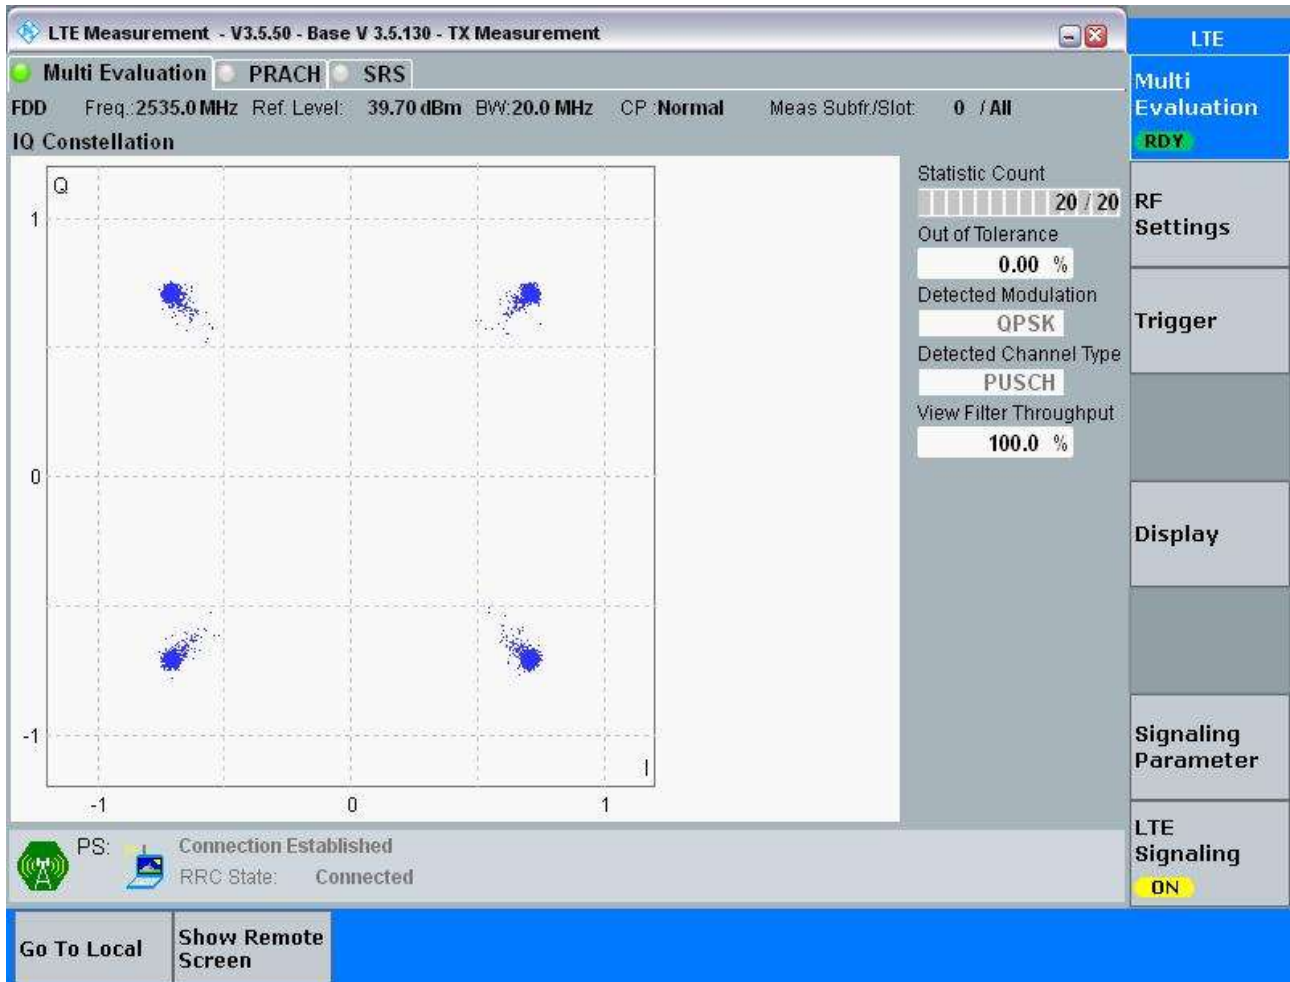 LTE Measurement - V3.5.50 - Base V 3.5.130 - TX Measurement
Multi Evaluation PRACH SRS
FDD Freq.:2535.0 MHz Ref. Level: 39.70 dBm BW:20.0 MHz CP :Normal Meas Subfr./Slot: 0 / All
IQ Constellation
Q
1
0
-1
I
-1 0 1
Statistic Count
20 / 20
Out of Tolerance
0.00 %
Detected Modulation
QPSK
Detected Channel Type
PUSCH
View Filter Throughput
100.0 %
PS: Connection Established
RRC State: Connected
LTE
Multi
Evaluation
RDY
RF
Settings
Trigger
Display
Signaling
Parameter
LTE
Signaling
ON
Go To Local
Show Remote
Screen